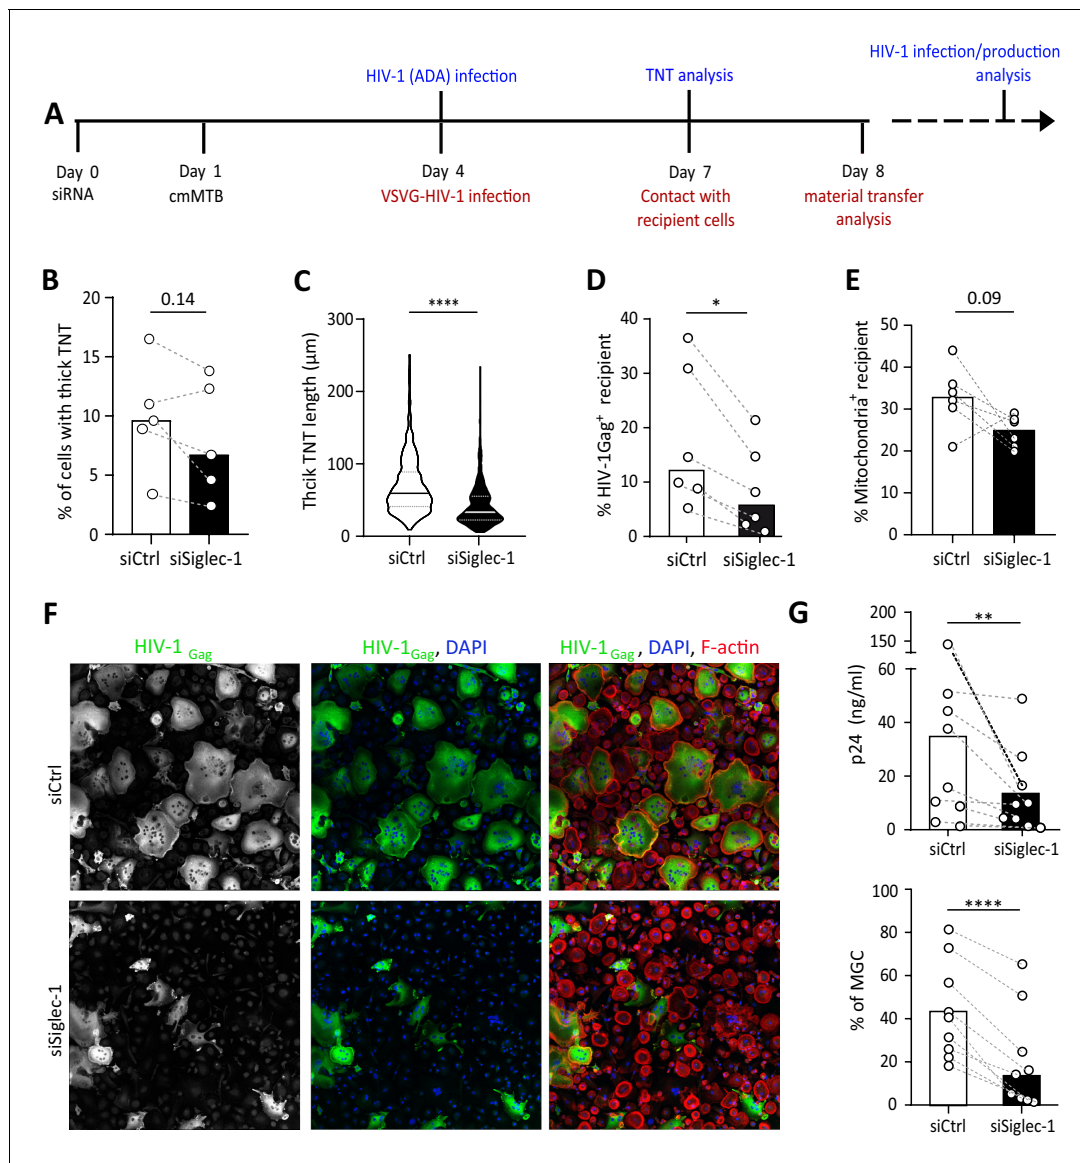 HIV-1 (ADA) infection
TNT analysis
HIV-1 infection/production
analysis
A
Day 0
siRNA
Day 1
cmMTB
Day 4
VSVG-HIV-1 infection
Day 7
Contact with
recipient cells
Day 8
material transfer
analysis
B
% of cells with thick TNT
20
15
10
5
0
0.14
siCtrl
siSiglec-1
C
Thcik TNT length (µm)
300
200
100
0
****
siCtrl
siSiglec-1
D
% HIV-1Gag+ recipient
40
30
20
10
0
*
siCtrl
siSiglec-1
E
% Mitochondria+ recipient
50
40
30
20
10
0
0.09
siCtrl
siSiglec-1
F
HIV-1 Gag
HIV-1Gag, DAPI
HIV-1Gag , DAPI, F-actin
siCtrl
siSiglec-1
G
p24 (ng/ml)
200
150
60
40
20
0
**
siCtrl
siSiglec-1
% of MGC
100
80
60
40
20
0
****
siCtrl
siSiglec-1